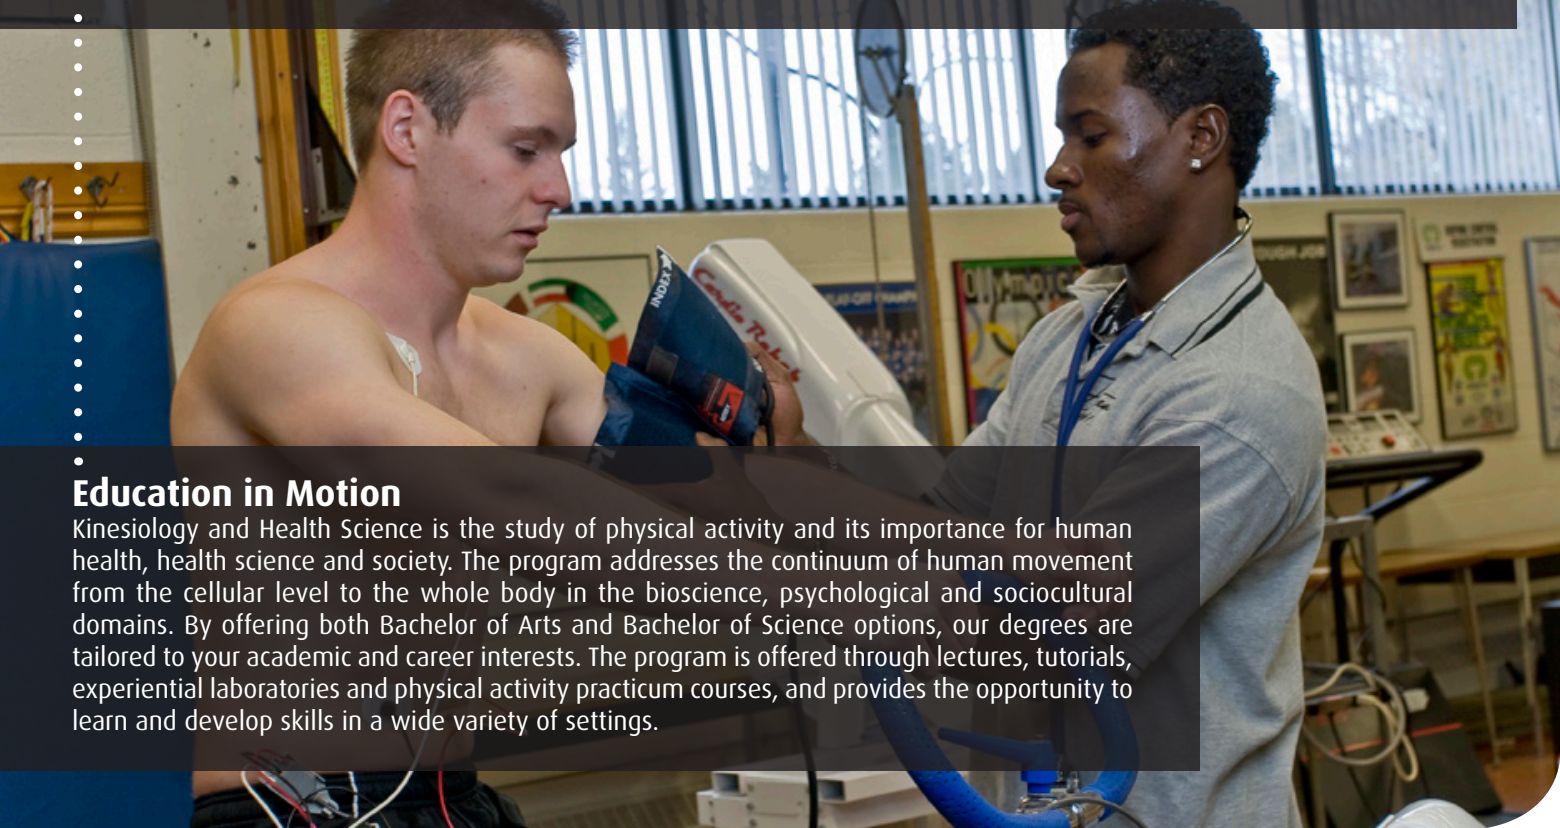 INDEX
Cardio
Olympic
OUGH JOB
Education in Motion
Kinesiology and Health Science is the study of physical activity and its importance for human
health, health science and society. The program addresses the continuum of human movement
from the cellular level to the whole body in the bioscience, psychological and sociocultural
domains. By offering both Bachelor of Arts and Bachelor of Science options, our degrees are
tailored to your academic and career interests. The program is offered through lectures, tutorials,
experiential laboratories and physical activity practicum courses, and provides the opportunity to
learn and develop skills in a wide variety of settings.